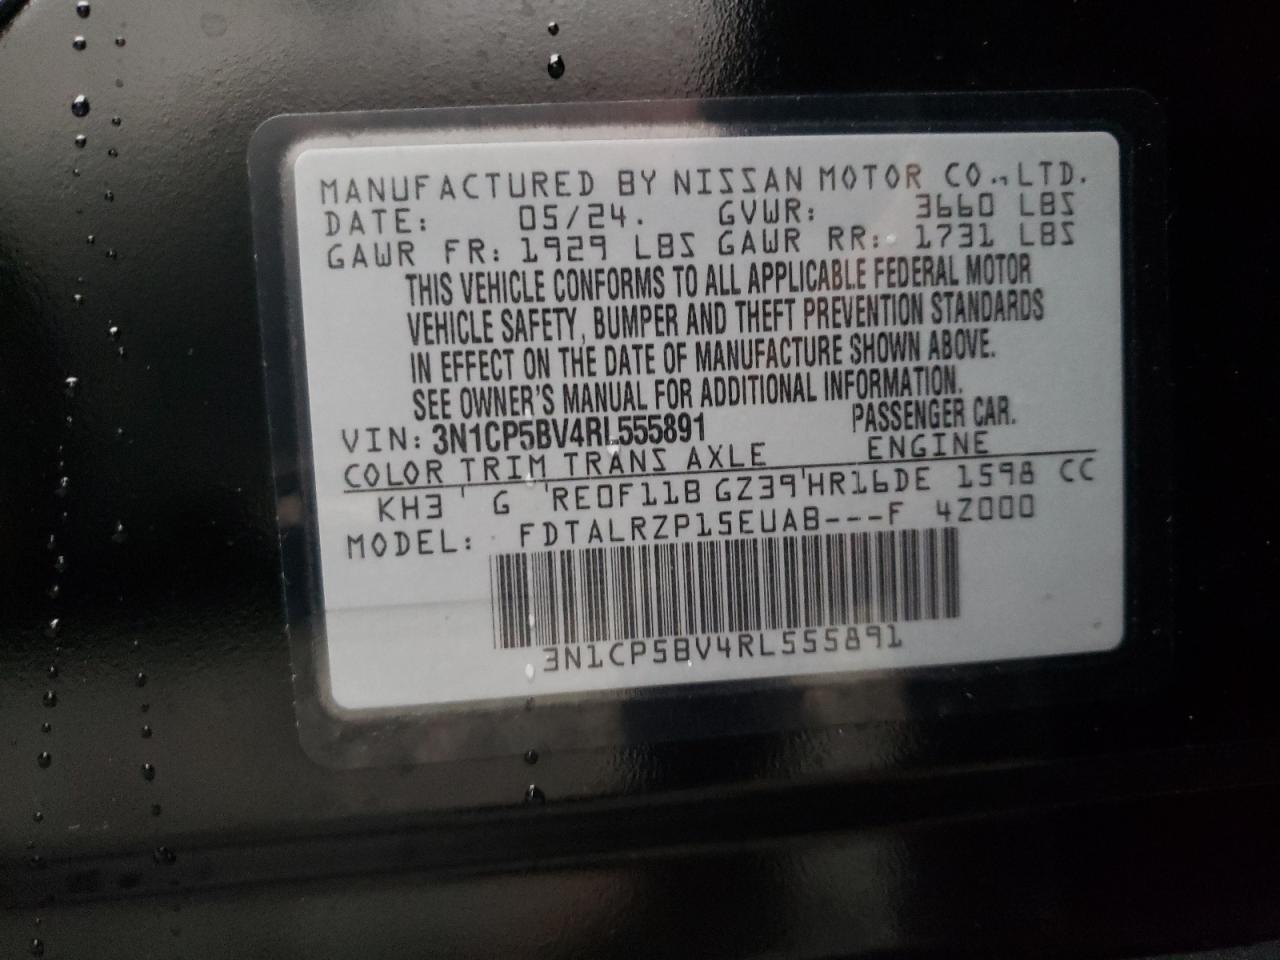 MANUFACTURED BY NISSAN MOTOR CO., LTD.
DATE: 05/24. GVWR: 3660 LBS
GAWR FR: 1929 LBS GAWR RR: 1731 LBS
THIS VEHICLE CONFORMS TO ALL APPLICABLE FEDERAL MOTOR
VEHICLE SAFETY, BUMPER AND THEFT PREVENTION STANDARDS
IN EFFECT ON THE DATE OF MANUFACTURE SHOWN ABOVE.
SEE OWNER'S MANUAL FOR ADDITIONAL INFORMATION.
VIN: 3N1CP5BV4RL555891 PASSENGER CAR.
COLOR TRIM TRANS AXLE ENGINE
KH3 ' G 'RE0F11B GZ39'HR16DE 1598 CC
MODEL: FDTALRZP15EUAB---F 4Z000
3N1CP5BV4RL555891